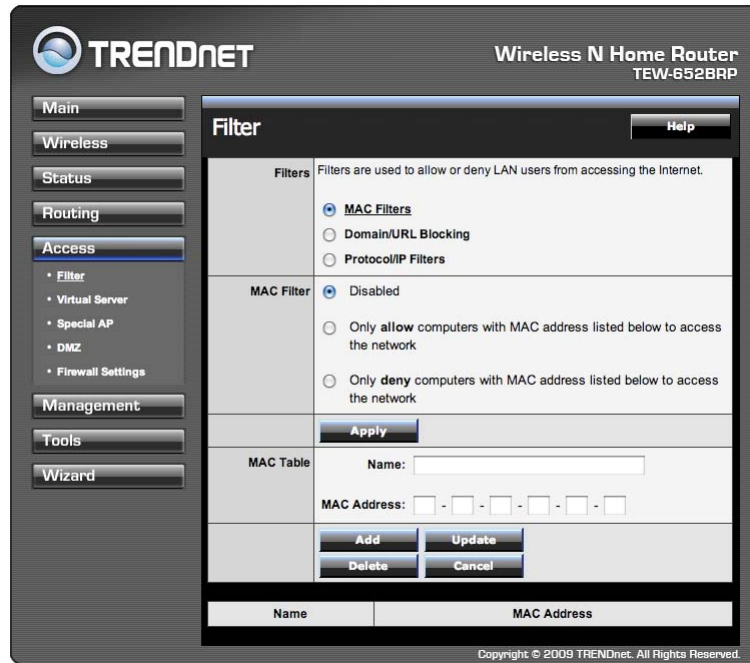 TRENDNET
Wireless N Home Router
TEW-652BRP
Main
Wireless
Status
Routing
Access
• Filter
• Virtual Server
• Special AP
• DMZ
• Firewall Settings
Management
Tools
Wizard
Filter
Help
Filters
Filters are used to allow or deny LAN users from accessing the Internet.
MAC Filters
Domain/URL Blocking
Protocol/IP Filters
MAC Filter
Disabled
Only allow computers with MAC address listed below to access
the network
Only deny computers with MAC address listed below to access
the network
Apply
MAC Table
Name:
MAC Address: - - - - -
Add
Update
Delete
Cancel
Name
MAC Address
Copyright © 2009 TRENDnet. All Rights Reserved.